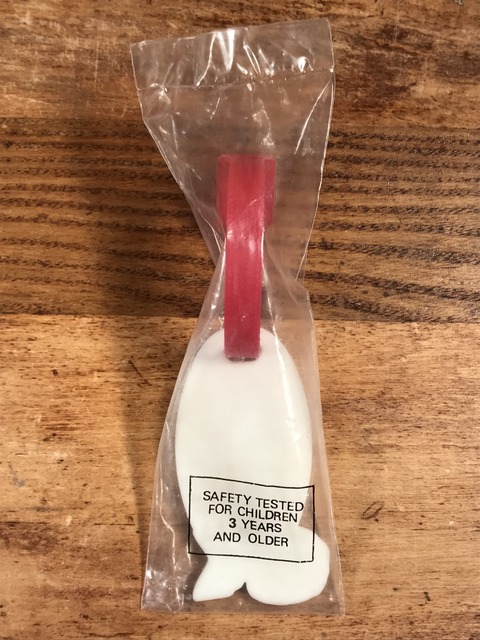 SAFETY TESTED
FOR CHILDREN
3 YEARS
AND OLDER